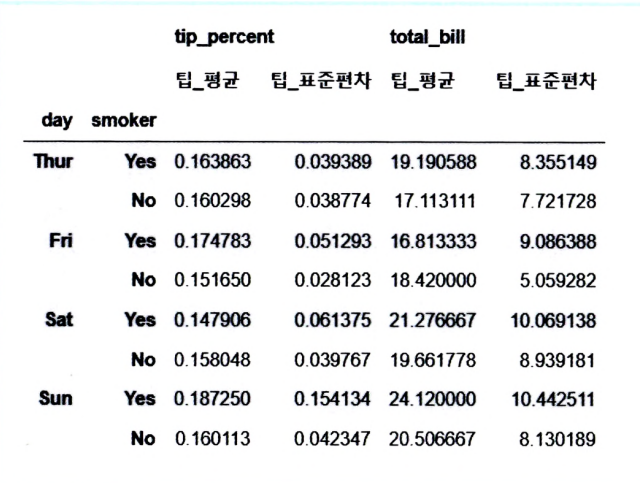 tip_percent total_bill
팁_평균 팁_표준편차 팁_평균 팁_표준편차
day smoker
Thur Yes 0.163863 0.039389 19.190588 8.355149
No 0.160298 0.038774 17.113111 7.721728
Fri Yes 0.174783 0.051293 16.813333 9.086388
No 0.151650 0.028123 18.420000 5.059282
Sat Yes 0.147906 0.061375 21.276667 10.069138
No 0.158048 0.039767 19.661778 8.939181
Sun Yes 0.187250 0.154134 24.120000 10.442511
No 0.160113 0.042347 20.506667 8.130189